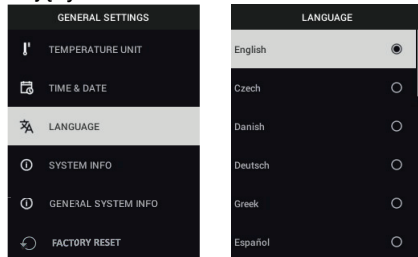 GENERAL SETTINGS
TEMPERATURE UNIT
TIME & DATE
LANGUAGE
SYSTEM INFO
GENERAL SYSTEM INFO
FACTORY RESET
LANGUAGE
English
Czech
Danish
Deutsch
Greek
Español